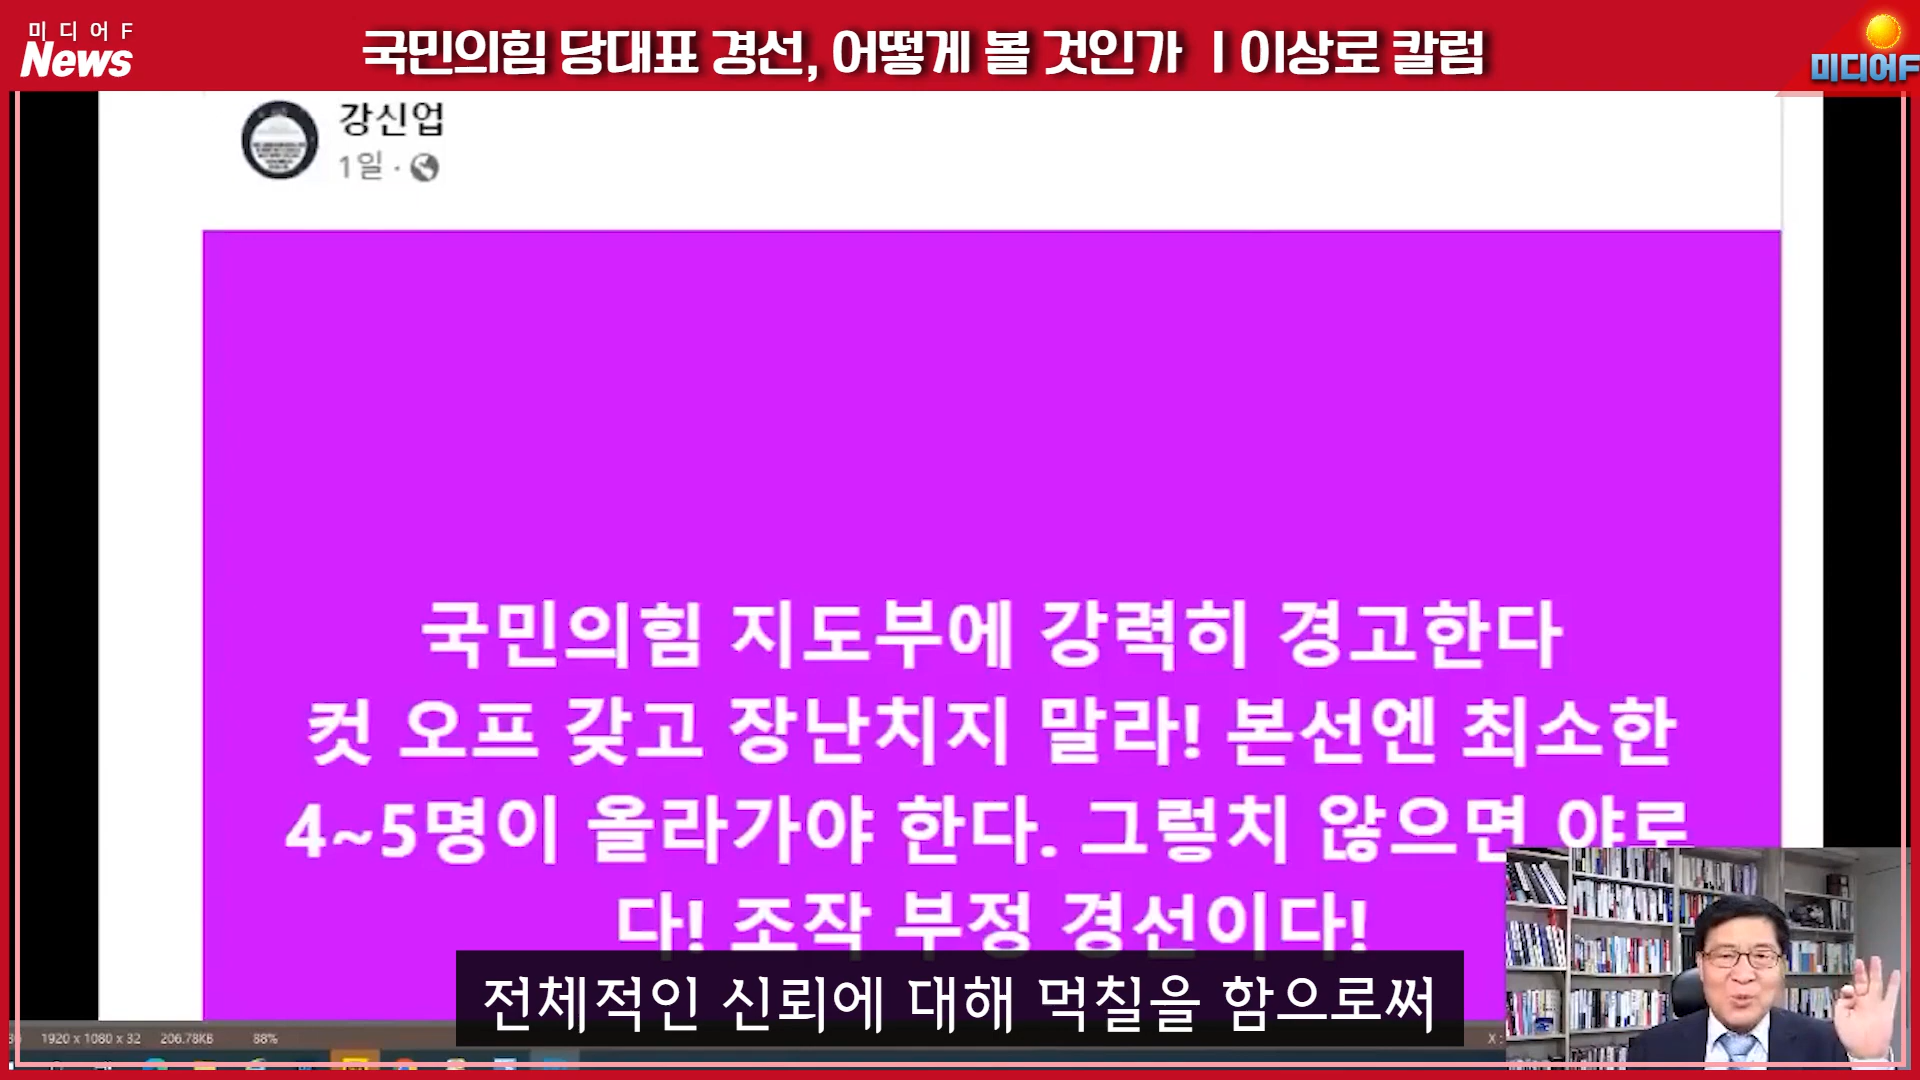 미디어F
News
국민의힘 당대표 경선, 어떻게 볼 것인가 ㅣ이상로 칼럼
미디어F
강신업
1일 ·
국민의힘 지도부에 강력히 경고한다
컷 오프 갖고 장난치지 말라! 본선엔 최소한
4~5명이 올라가야 한다. 그렇치 않으면 야로
다! 조작 부정 경선이다!
전체적인 신뢰에 대해 먹칠을 함으로써
1920 x 1080 x 32 206.78KB 88%
X :